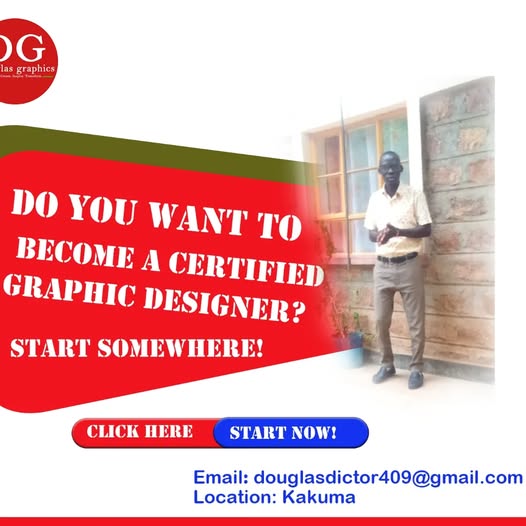 DG
las graphics
DO YOU WANT TO
BECOME A CERTIFIED
GRAPHIC DESIGNER?
START SOMEWHERE!
CLICK HERE
START NOW!
Email: douglasdictor409@gmail.com
Location: Kakuma